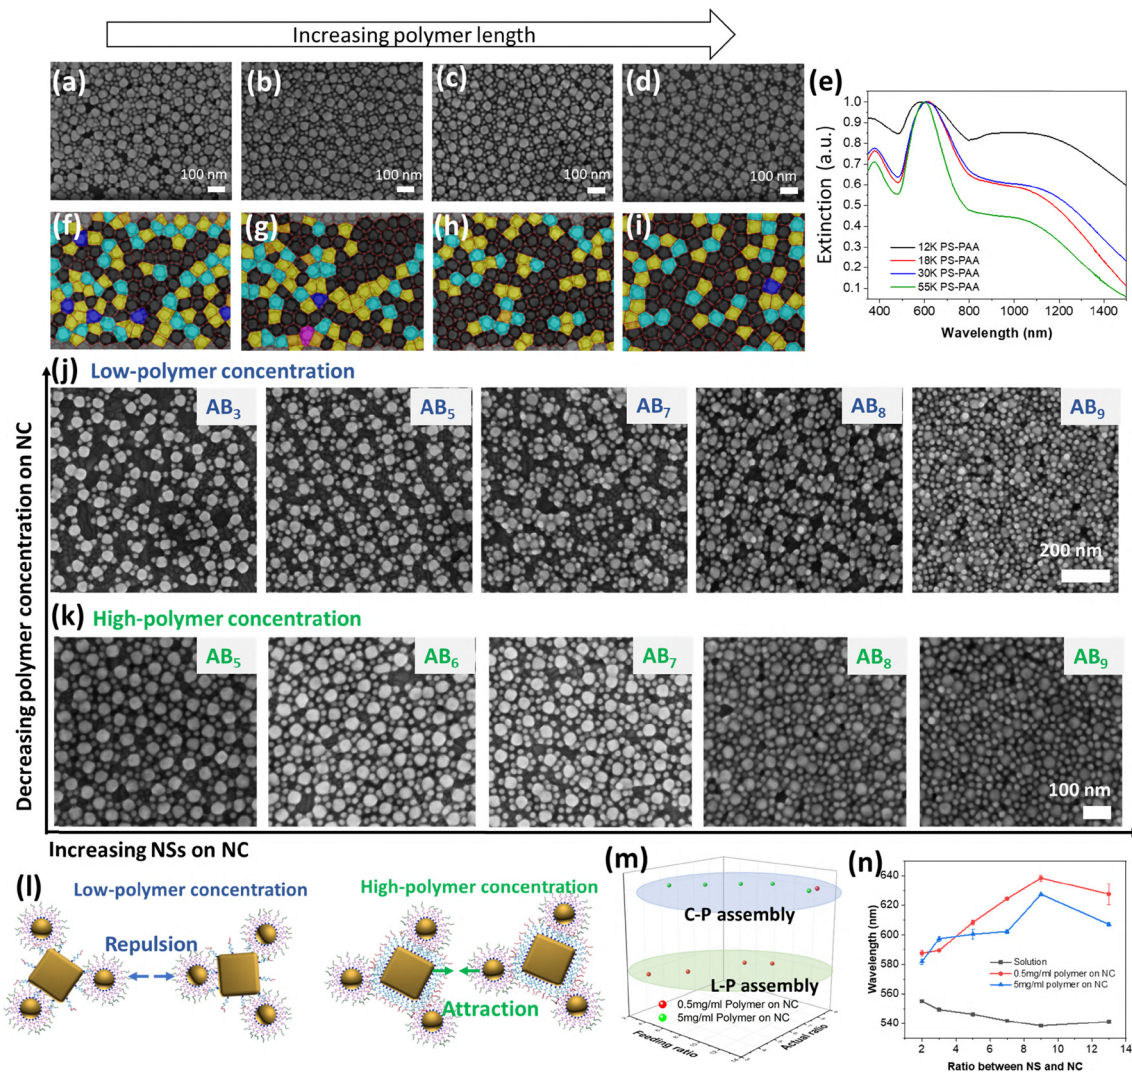 Increasing polymer length
(a)
(b)
(c)
(d)
(e)
100 nm
100 nm
100 nm
100 nm
Extinction (a.u.)
1.0
0.9
0.8
0.7
0.6
0.5
0.4
0.3
0.2
0.1
12K PS-PAA
18K PS-PAA
30K PS-PAA
55K PS-PAA
400 600 800 1000 1200 1400
Wavelength (nm)
(f)
(g)
(h)
(i)
Decreasing polymer concentration on NC
(j) Low-polymer concentration
AB3
AB5
AB7
AB8
AB9
200 nm
(k) High-polymer concentration
AB5
AB6
AB7
AB8
AB9
100 nm
Increasing NSs on NC
(l)
Low-polymer concentration
High-polymer concentration
Repulsion
Attraction
(m)
C-P assembly
L-P assembly
0.5mg/ml Polymer on NC
5mg/ml Polymer on NC
Feeding ratio
Actual ratio
(n)
Wavelength (nm)
640
620
600
580
560
540
Solution
0.5mg/ml polymer on NC
5mg/ml polymer on NC
2 4 6 8 10 12 14
Ratio between NS and NC